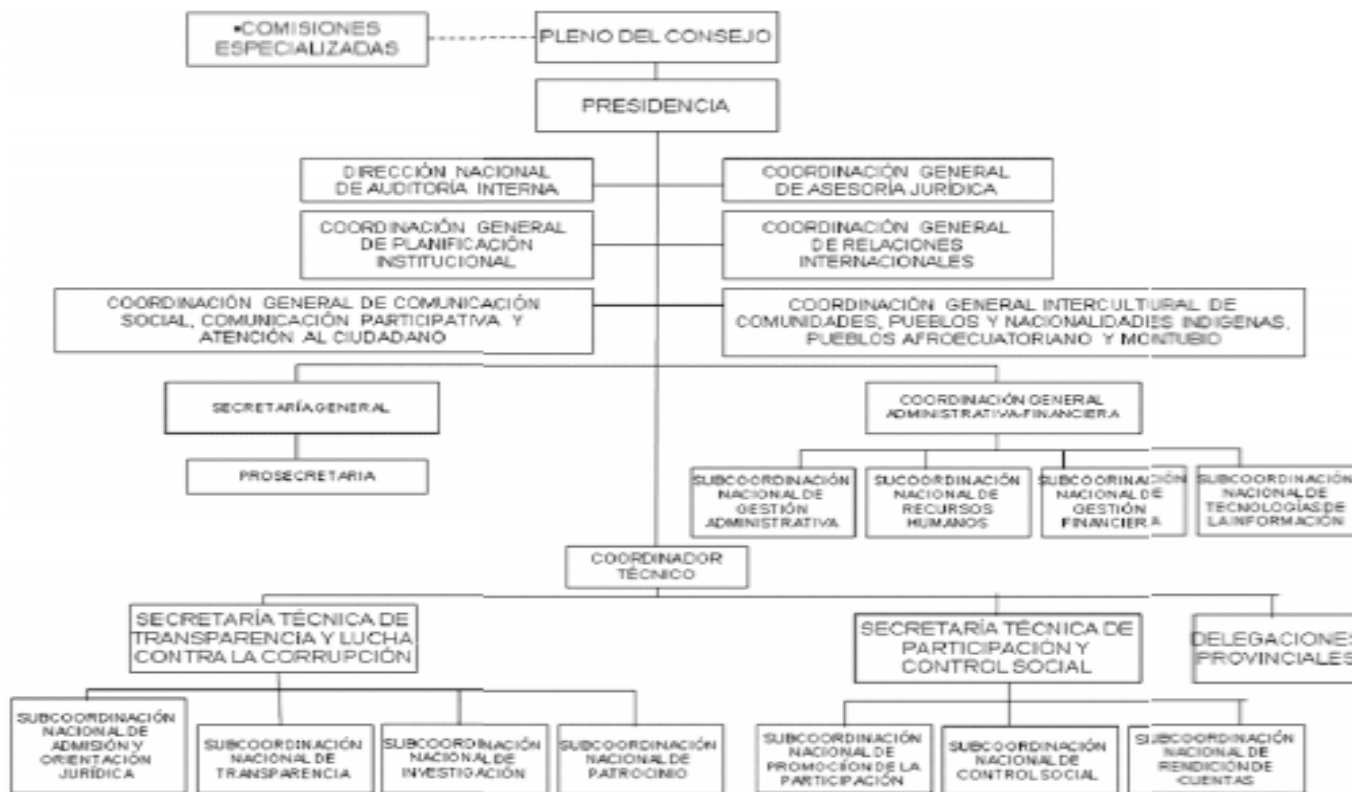 •COMISIONES
ESPECIALIZADAS
PLENO DEL CONSEJO
PRESIDENCIA
DIRECCIÓN NACIONAL
DE AUDITORÍA INTERNA
COORDINACIÓN GENERAL
DE ASESORÍA JURÍDICA
COORDINACIÓN GENERAL
DE PLANIFICACIÓN
INSTITUCIONAL
COORDINACIÓN GENERAL
DE RELACIONES
INTERNACIONALES
COORDINACIÓN GENERAL DE COMUNICACIÓN
SOCIAL, COMUNICACIÓN PARTICIPATIVA Y
ATENCIÓN AL CIUDADANO
COORDINACIÓN GENERAL INTERCULTURAL DE
COMUNIDADES, PUEBLOS Y NACIONALIDADES INDIGENAS,
PUEBLOS AFROECUATORIANO Y MONTUBIO
SECRETARÍA GENERAL
COORDINACIÓN GENERAL
ADMINISTRATIVA-FINANCIERA
PROSECRETARIA
SUBCOORDINACIÓN
NACIONAL DE
GESTIÓN
ADMINISTRATIVA
SUCOORDINACIÓN
NACIONAL DE
RECURSOS
HUMANOS
SUBCOORDINACIÓN
NACIONAL DE
GESTIÓN
FINANCIERA
SUBCOORDINACIÓN
NACIONAL DE
TECNOLOGÍAS DE
LA INFORMACIÓN
COORDINADOR
TÉCNICO
SECRETARÍA TÉCNICA DE
TRANSPARENCIA Y LUCHA
CONTRA LA CORRUPCIÓN
SECRETARÍA TÉCNICA DE
PARTICIPACIÓN Y
CONTROL SOCIAL
DELEGACIONES
PROVINCIALES
SUBCOORDINACIÓN
NACIONAL DE
ADMISIÓN Y
ORIENTACIÓN
JURÍDICA
SUBCOORDINACIÓN
NACIONAL DE
TRANSPARENCIA
SUBCOORDINACIÓN
NACIONAL DE
INVESTIGACIÓN
SUBCOORDINACIÓN
NACIONAL DE
PATROCINIO
SUBCOORDINACIÓN
NACIONAL DE
PROMOCIÓN DE LA
PARTICIPACIÓN
SUBCOORDINACIÓN
NACIONAL DE
CONTROL SOCIAL
SUBCOORDINACIÓN
NACIONAL DE
RENDICIÓN DE
CUENTAS